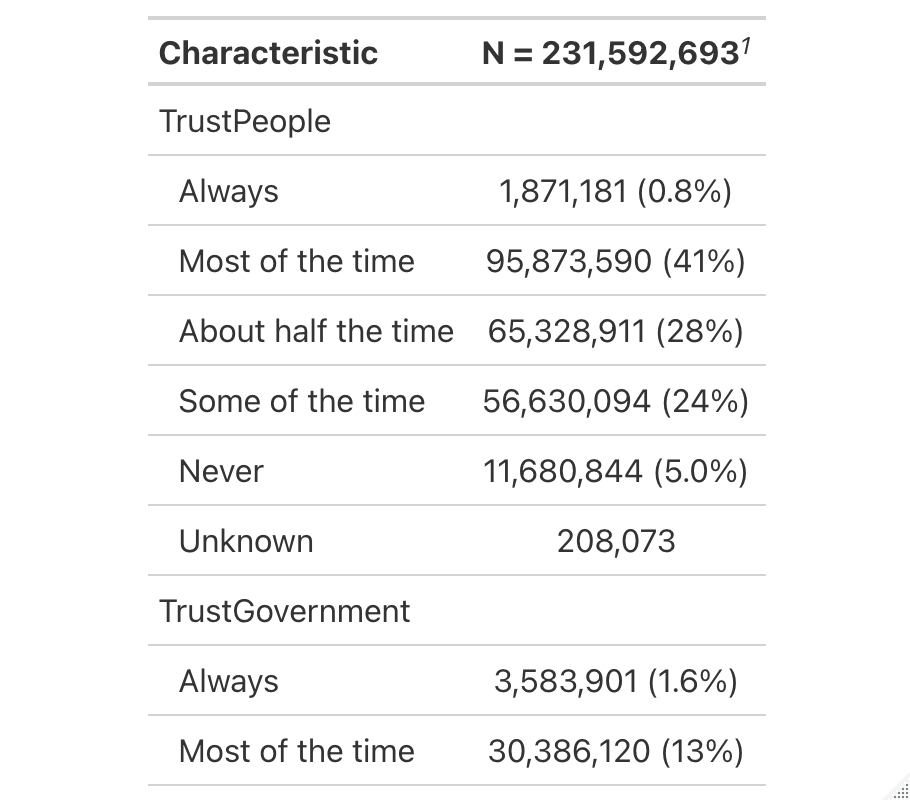 Characteristic N = 231,592,693¹
TrustPeople
Always 1,871,181 (0.8%)
Most of the time 95,873,590 (41%)
About half the time 65,328,911 (28%)
Some of the time 56,630,094 (24%)
Never 11,680,844 (5.0%)
Unknown 208,073
TrustGovernment
Always 3,583,901 (1.6%)
Most of the time 30,386,120 (13%)